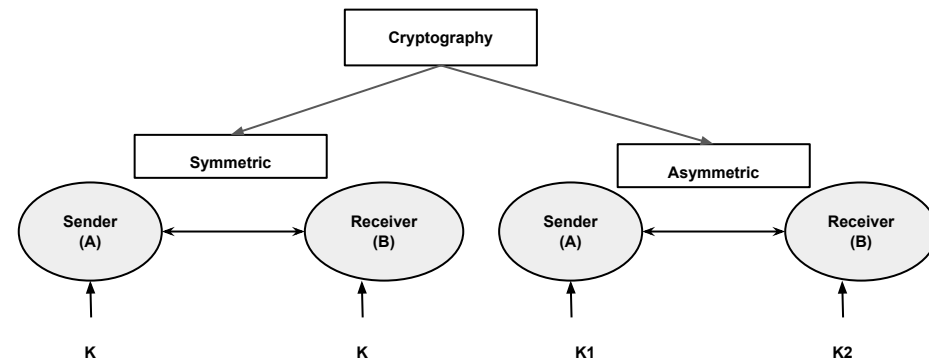 Cryptography
Symmetric
Asymmetric
Sender
(A)
Receiver
(B)
Sender
(A)
Receiver
(B)
K
K
K1
K2